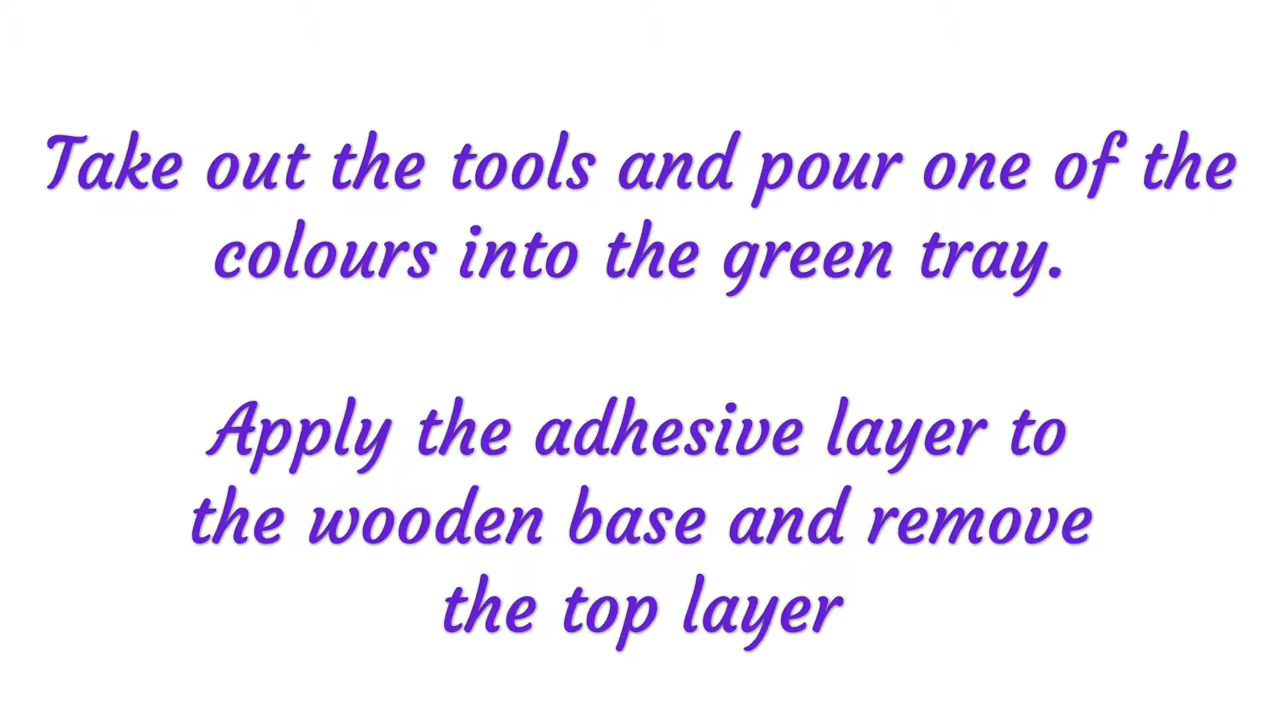 Take out the tools and pour one of the
colours into the green tray.
Apply the adhesive layer to
the wooden base and remove
the top layer